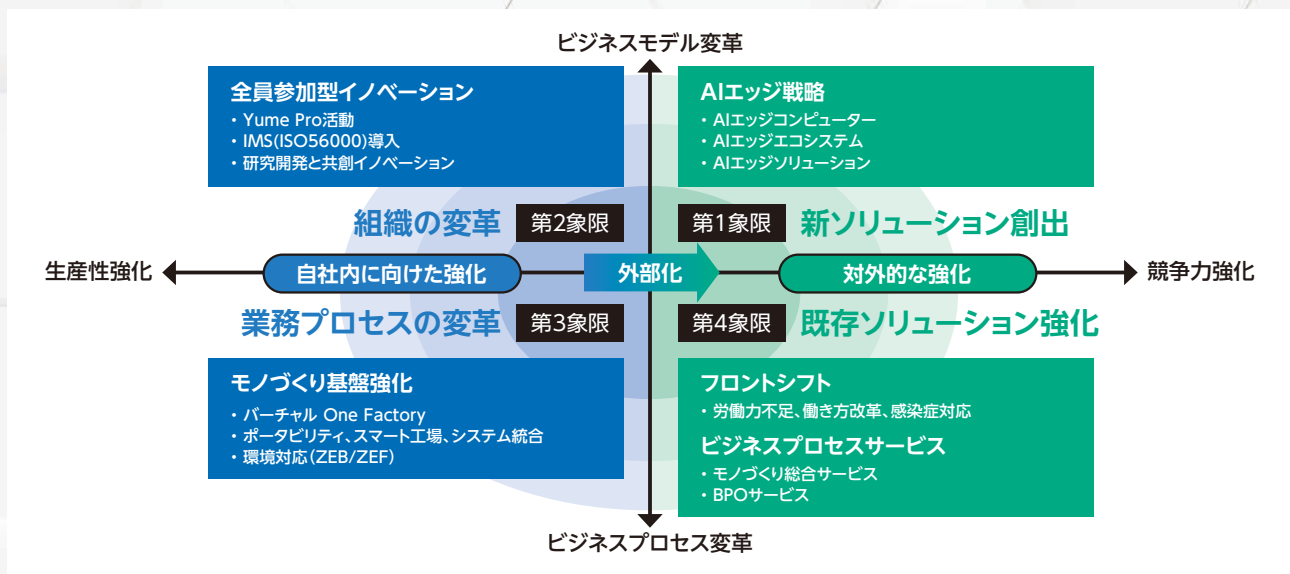 ビジネスモデル変革
全員参加型イノベーション
・Yume Pro活動
・IMS(ISO56000)導入
・研究開発と共創イノベーション
AIエッジ戦略
・AIエッジコンピューター
・AIエッジエコシステム
・AIエッジソリューション
組織の変革 第2象限
第1象限 新ソリューション創出
生産性強化 自社内に向けた強化 外部化 対外的な強化 競争力強化
業務プロセスの変革 第3象限
第4象限 既存ソリューション強化
モノづくり基盤強化
・バーチャル One Factory
・ポータビリティ、スマート工場、システム統合
・環境対応(ZEB/ZEF)
フロントシフト
・労働力不足、働き方改革、感染症対応
ビジネスプロセスサービス
・モノづくり総合サービス
・BPOサービス
ビジネスプロセス変革